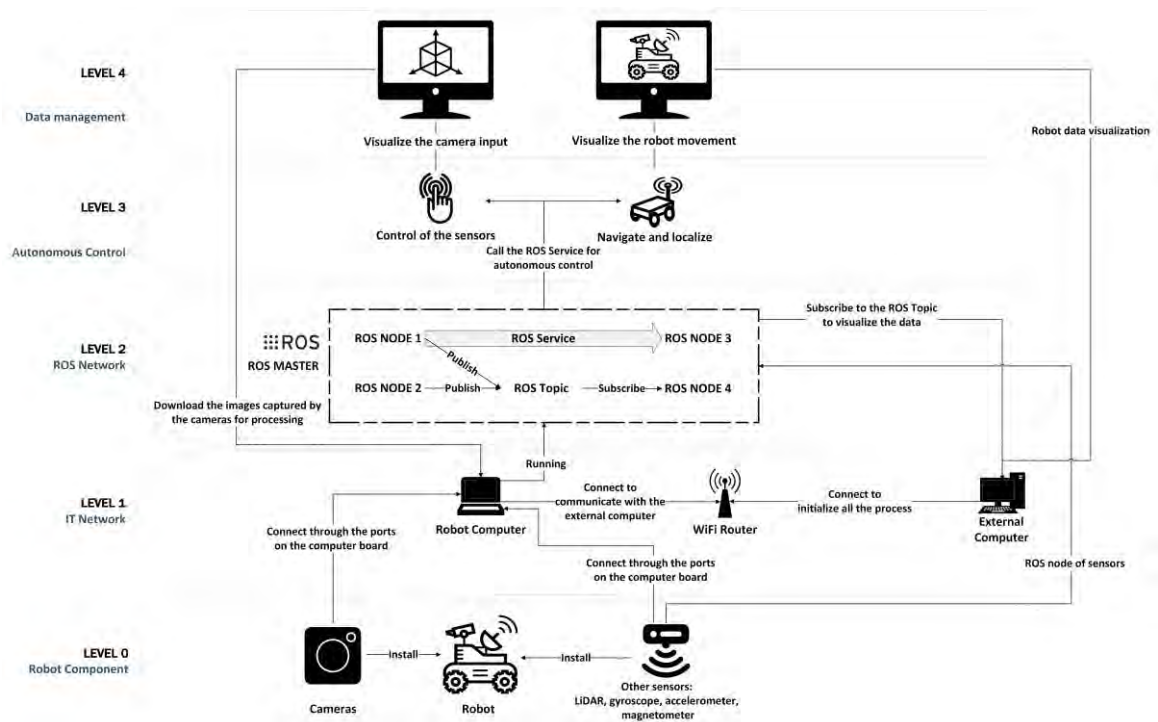 LEVEL 4
Data management
Visualize the camera input
Visualize the robot movement
Robot data visualization
LEVEL 3
Autonomous Control
Control of the sensors
Navigate and localize
Call the ROS Service for
autonomous control
LEVEL 2
ROS Network
ROS
ROS MASTER
ROS NODE 1
ROS Service
ROS NODE 3
Publish
ROS NODE 2
Publish
ROS Topic
Subscribe
ROS NODE 4
Subscribe to the ROS Topic
to visualize the data
Download the images captured by
the cameras for processing
Running
LEVEL 1
IT Network
Robot Computer
Connect to
communicate with the
external computer
WiFi Router
Connect to
initialize all the process
External
Computer
Connect through the ports
on the computer board
Connect through the ports
on the computer board
ROS node of sensors
LEVEL 0
Robot Component
Install
Install
Cameras
Robot
Other sensors:
LiDAR, gyroscope, accelerometer,
magnetometer